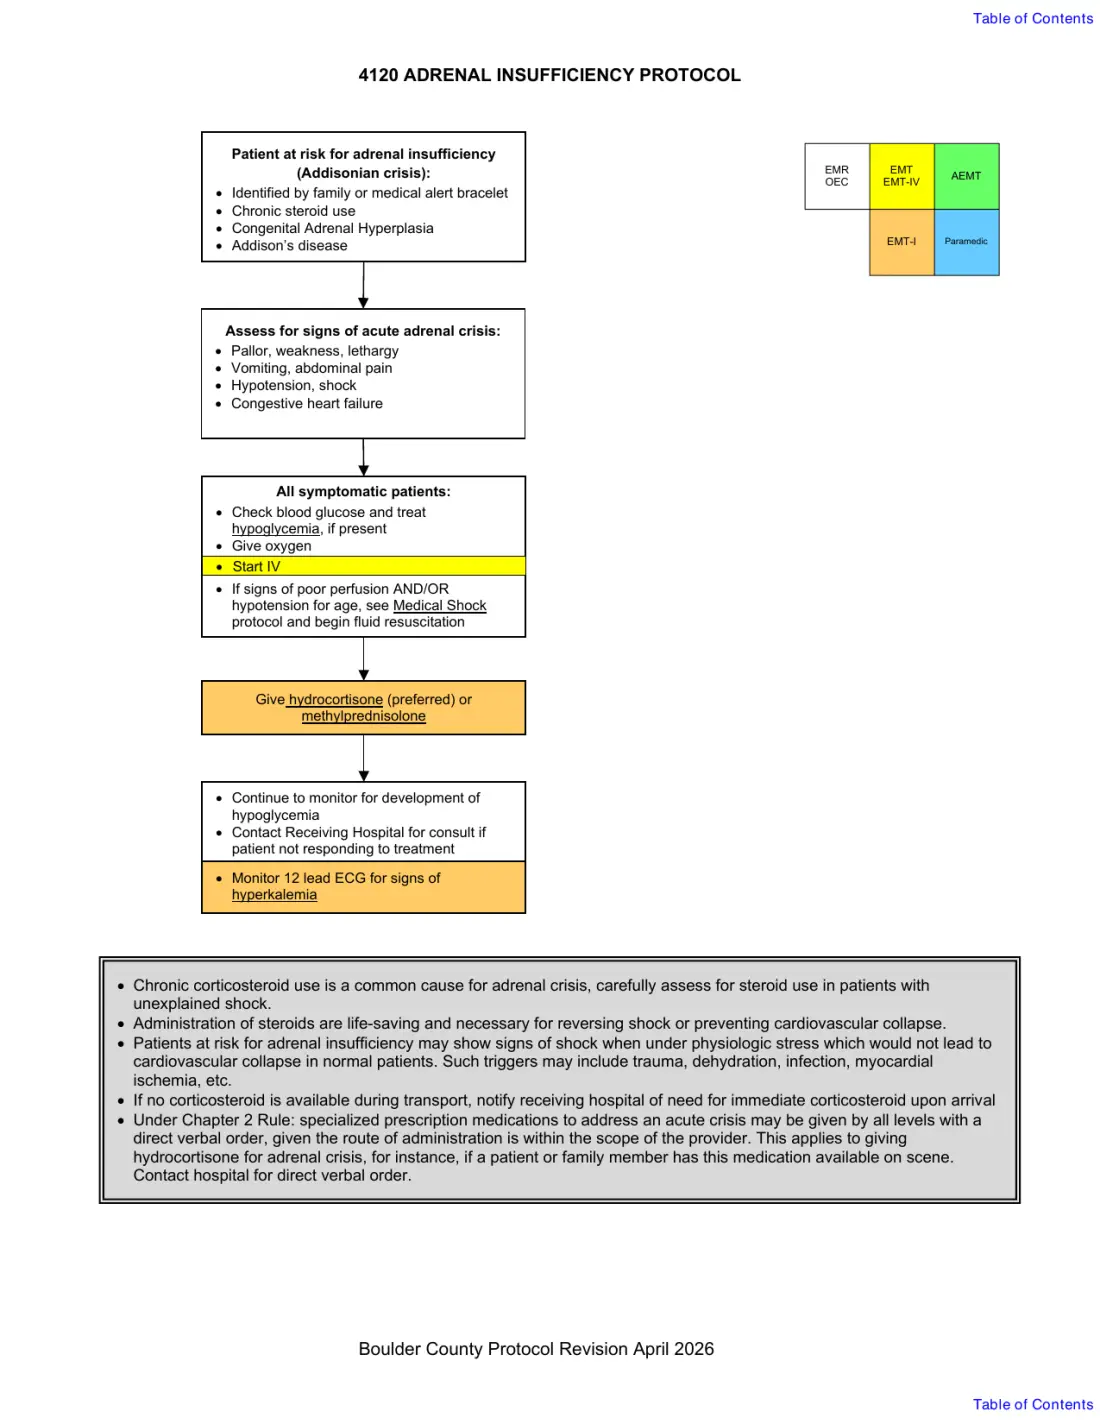 Table of Contents
4120 ADRENAL INSUFFICIENCY PROTOCOL
Patient at risk for adrenal insufficiency
(Addisonian crisis):
• Identified by family or medical alert bracelet
• Chronic steroid use
• Congenital Adrenal Hyperplasia
• Addison’s disease
EMR
OEC
EMT
EMT-IV
AEMT
EMT-I
Paramedic
Assess for signs of acute adrenal crisis:
• Pallor, weakness, lethargy
• Vomiting, abdominal pain
• Hypotension, shock
• Congestive heart failure
All symptomatic patients:
• Check blood glucose and treat
hypoglycemia, if present
• Give oxygen
• Start IV
• If signs of poor perfusion AND/OR
hypotension for age, see Medical Shock
protocol and begin fluid resuscitation
Give hydrocortisone (preferred) or
methylprednisolone
• Continue to monitor for development of
hypoglycemia
• Contact Receiving Hospital for consult if
patient not responding to treatment
• Monitor 12 lead ECG for signs of
hyperkalemia
• Chronic corticosteroid use is a common cause for adrenal crisis, carefully assess for steroid use in patients with
unexplained shock.
• Administration of steroids are life-saving and necessary for reversing shock or preventing cardiovascular collapse.
• Patients at risk for adrenal insufficiency may show signs of shock when under physiologic stress which would not lead to
cardiovascular collapse in normal patients. Such triggers may include trauma, dehydration, infection, myocardial
ischemia, etc.
• If no corticosteroid is available during transport, notify receiving hospital of need for immediate corticosteroid upon arrival
• Under Chapter 2 Rule: specialized prescription medications to address an acute crisis may be given by all levels with a
direct verbal order, given the route of administration is within the scope of the provider. This applies to giving
hydrocortisone for adrenal crisis, for instance, if a patient or family member has this medication available on scene.
Contact hospital for direct verbal order.
Boulder County Protocol Revision April 2026
Table of Contents